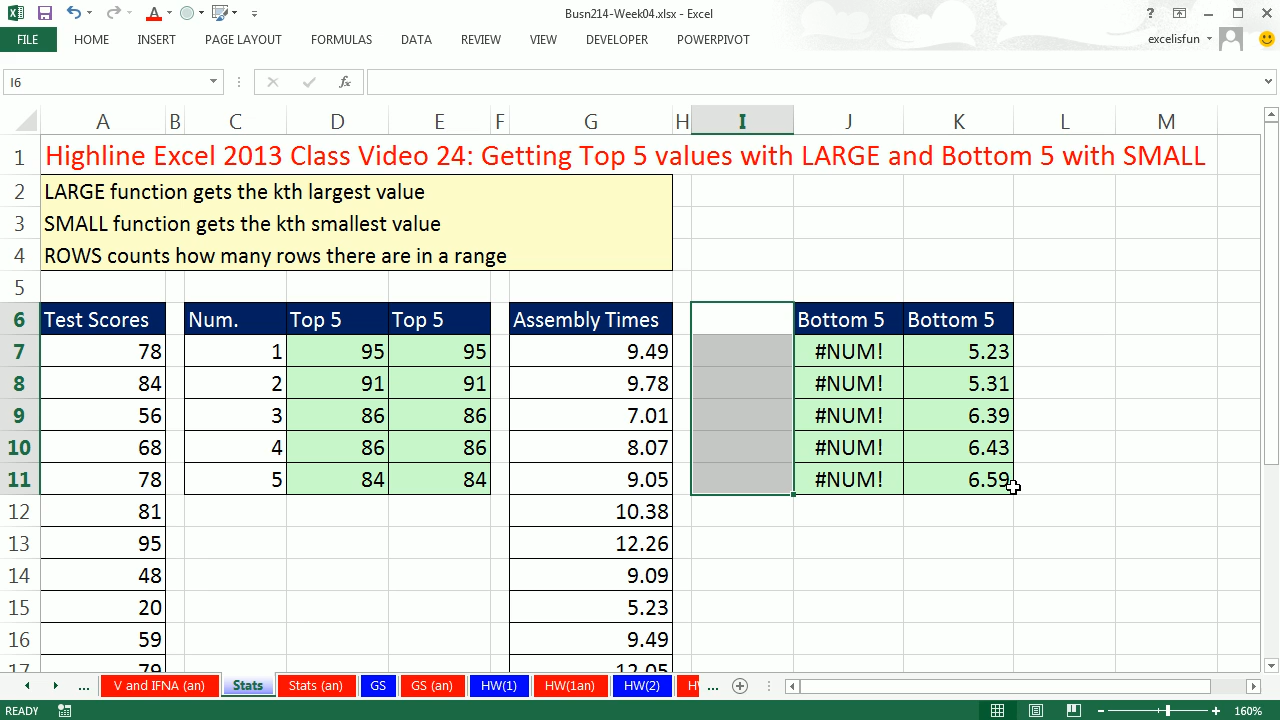 Busn214-Week04.xlsx - Excel
FILE HOME INSERT PAGE LAYOUT FORMULAS DATA REVIEW VIEW DEVELOPER POWERPIVOT excelisfun
I6 fx
A B C D E F G H I J K L M
1 Highline Excel 2013 Class Video 24: Getting Top 5 values with LARGE and Bottom 5 with SMALL
2 LARGE function gets the kth largest value
3 SMALL function gets the kth smallest value
4 ROWS counts how many rows there are in a range
5
6 Test Scores Num. Top 5 Top 5 Assembly Times Bottom 5 Bottom 5
7 78 1 95 95 9.49 #NUM! 5.23
8 84 2 91 91 9.78 #NUM! 5.31
9 56 3 86 86 7.01 #NUM! 6.39
10 68 4 86 86 8.07 #NUM! 6.43
11 78 5 84 84 9.05 #NUM! 6.59
12 81 10.38
13 95 12.26
14 48 9.09
15 20 5.23
16 59 9.49
17 79 12.05
... V and IFNA (an) Stats Stats (an) GS GS (an) HW(1) HW(1an) HW(2) H ...
READY 160%